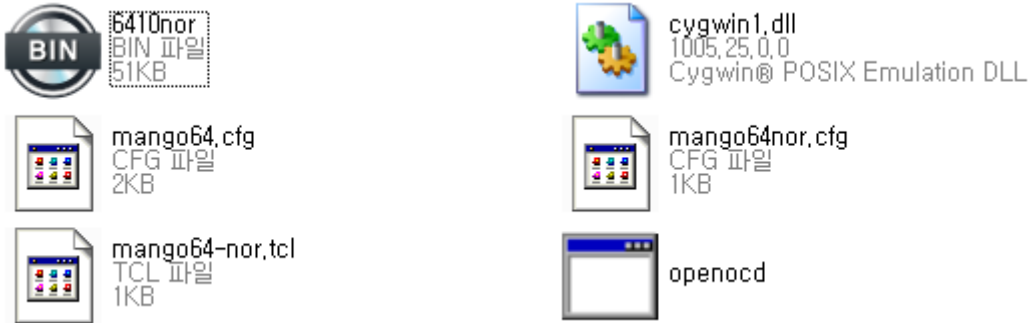 BIN
6410nor
BIN 파일
51KB
cygwin1,dll
1005,25,0,0
Cygwin® POSIX Emulation DLL
mango64,cfg
CFG 파일
2KB
mango64nor,cfg
CFG 파일
1KB
mango64-nor,tcl
TCL 파일
1KB
openocd